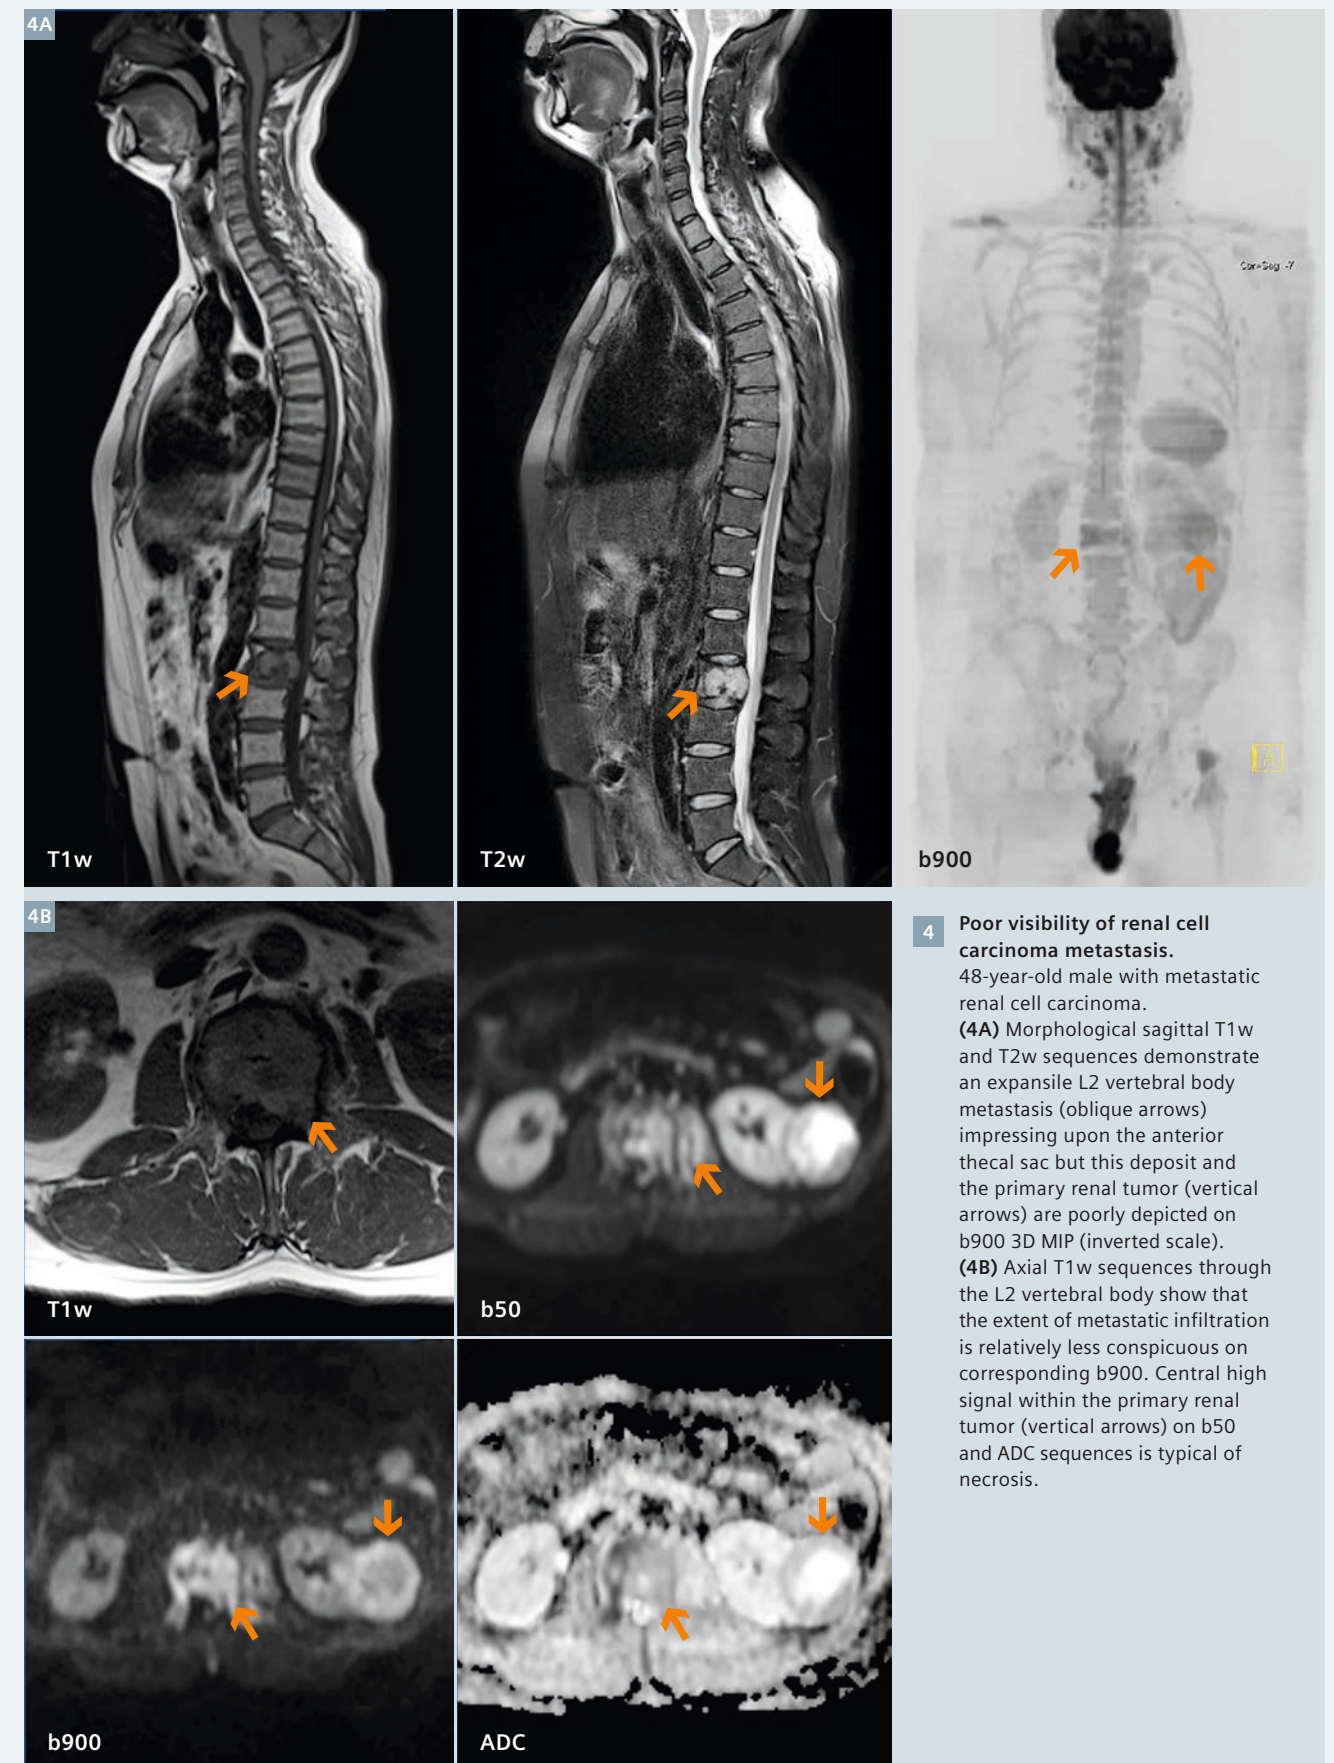 4A
Cor>Sag -7
A
T1w
T2w
b900
4B
T1w
b50
b900
ADC
4
Poor visibility of renal cell
carcinoma metastasis.
48-year-old male with metastatic
renal cell carcinoma.
(4A) Morphological sagittal T1w
and T2w sequences demonstrate
an expansile L2 vertebral body
metastasis (oblique arrows)
impressing upon the anterior
thecal sac but this deposit and
the primary renal tumor (vertical
arrows) are poorly depicted on
b900 3D MIP (inverted scale).
(4B) Axial T1w sequences through
the L2 vertebral body show that
the extent of metastatic infiltration
is relatively less conspicuous on
corresponding b900. Central high
signal within the primary renal
tumor (vertical arrows) on b50
and ADC sequences is typical of
necrosis.